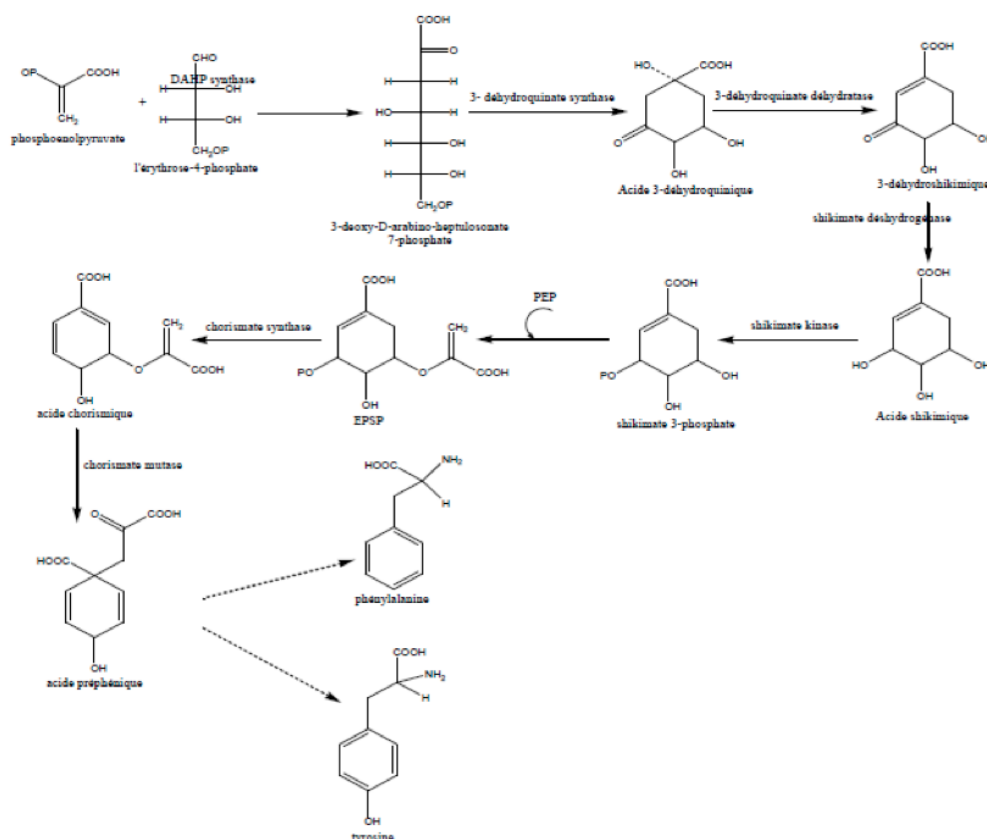 COOH
OP
COOH
CH2
phosphoenolpyruvate
+
CHO
DAHP synthase
H
OH
H
OH
CH2OP
l'érythrose-4-phosphate
COOH
O
H
H
HO
H
H
OH
H
OH
CH2OP
3-deoxy-D-arabino-heptulosonate
7-phosphate
3- déhydroquinate synthase
HO
COOH
O
OH
OH
Acide 3-déhydroquinique
3-déhydroquinate déhydratase
COOH
O
OH
3-déhydroshikimique
shikimate déshydrogénase
COOH
HO
OH
OH
Acide shikimique
shikimate kinase
COOH
PO
OH
OH
shikimate 3-phosphate
PEP
COOH
CH2
PO
O
COOH
OH
EPSP
chorismate synthase
COOH
CH2
O
COOH
OH
acide chorismique
chorismate mutase
O
COOH
HOOC
OH
acide préphénique
HOOC
NH2
H
phénylalanine
COOH
NH2
H
OH
tyrosine